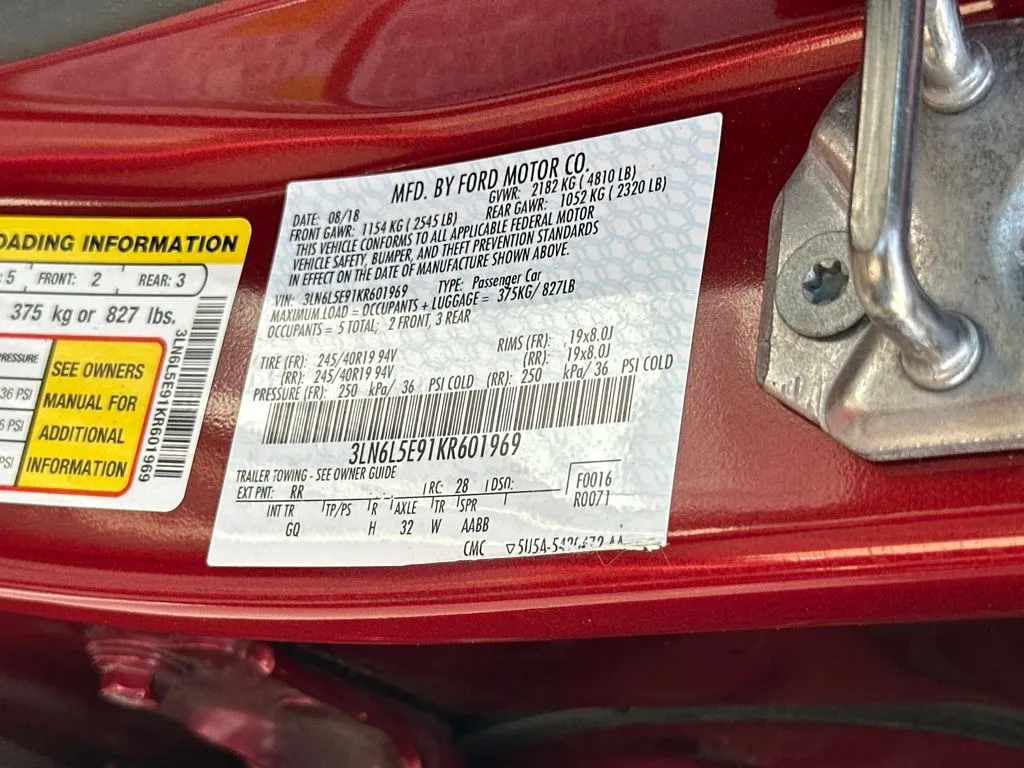 OADING INFORMATION
: 5 FRONT: 2 REAR: 3
375 kg or 827 lbs.
PRESSURE
36 PSI
6 PSI
PSI
SEE OWNERS
MANUAL FOR
ADDITIONAL
INFORMATION
3LN6L5E91KR601969
MFD. BY FORD MOTOR CO.
DATE: 08/18 GVWR: 2182 KG ( 4810 LB)
FRONT GAWR: 1154 KG ( 2545 LB) REAR GAWR: 1052 KG ( 2320 LB)
THIS VEHICLE CONFORMS TO ALL APPLICABLE FEDERAL MOTOR
VEHICLE SAFETY, BUMPER, AND THEFT PREVENTION STANDARDS
IN EFFECT ON THE DATE OF MANUFACTURE SHOWN ABOVE.
VIN: 3LN6L5E91KR601969 TYPE: Passenger Car
MAXIMUM LOAD = OCCUPANTS + LUGGAGE = 375KG/ 827LB
OCCUPANTS = 5 TOTAL; 2 FRONT, 3 REAR
TIRE (FR): 245/40R19 94V RIMS (FR): 19x8.0J
(RR): 245/40R19 94V (RR): 19x8.0J
PRESSURE (FR): 250 kPa/ 36 PSI COLD (RR): 250 kPa/ 36 PSI COLD
3LN6L5E91KR601969
TRAILER TOWING - SEE OWNER GUIDE
EXT PNT: RR RC: 28 DSO: F0016
INT TR TP/PS R AXLE TR SPR R0071
GQ H 32 W AABB
CMC